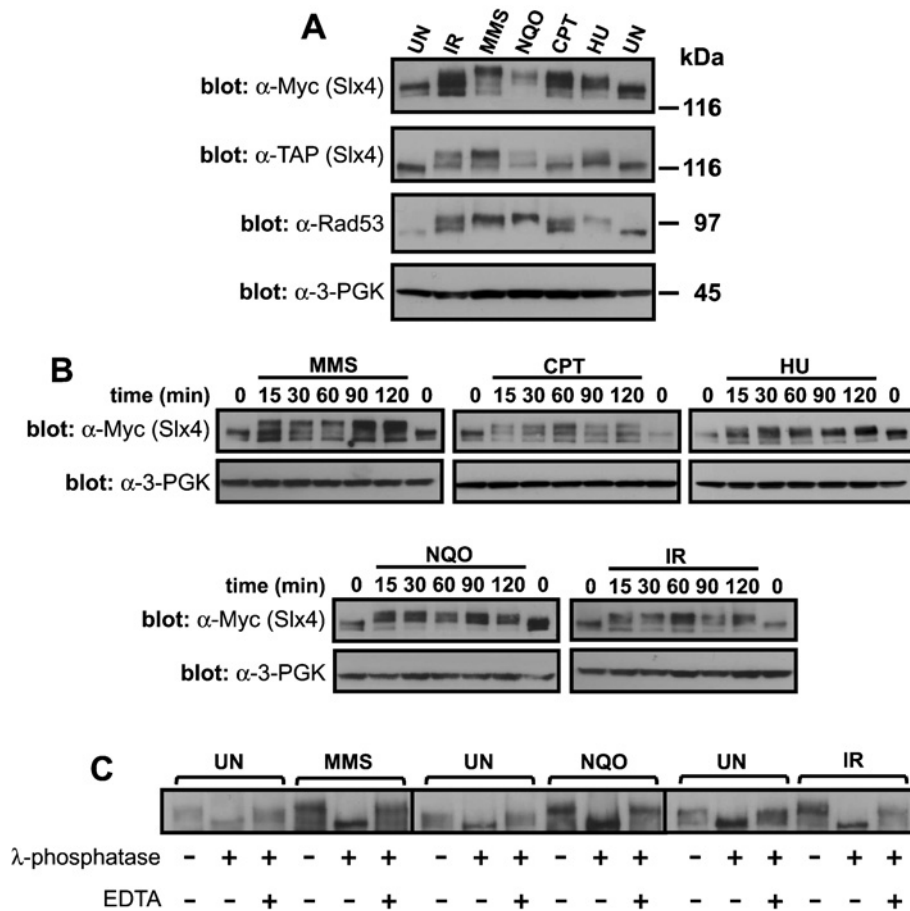 A
UN IR MMS NQO CPT HU UN
kDa
blot: α-Myc (Slx4)
116
blot: α-TAP (Slx4)
116
blot: α-Rad53
97
blot: α-3-PGK
45
B
MMS CPT HU
time (min) 0 15 30 60 90 120 0 0 15 30 60 90 120 0 0 15 30 60 90 120 0
blot: α-Myc (Slx4)
blot: α-3-PGK
NQO IR
time (min) 0 15 30 60 90 120 0 0 15 30 60 90 120 0
blot: α-Myc (Slx4)
blot: α-3-PGK
C
UN MMS UN NQO UN IR
λ-phosphatase − + + − + + − + + − + + − + + − + +
EDTA − − + − − + − − + − − + − − + − − +